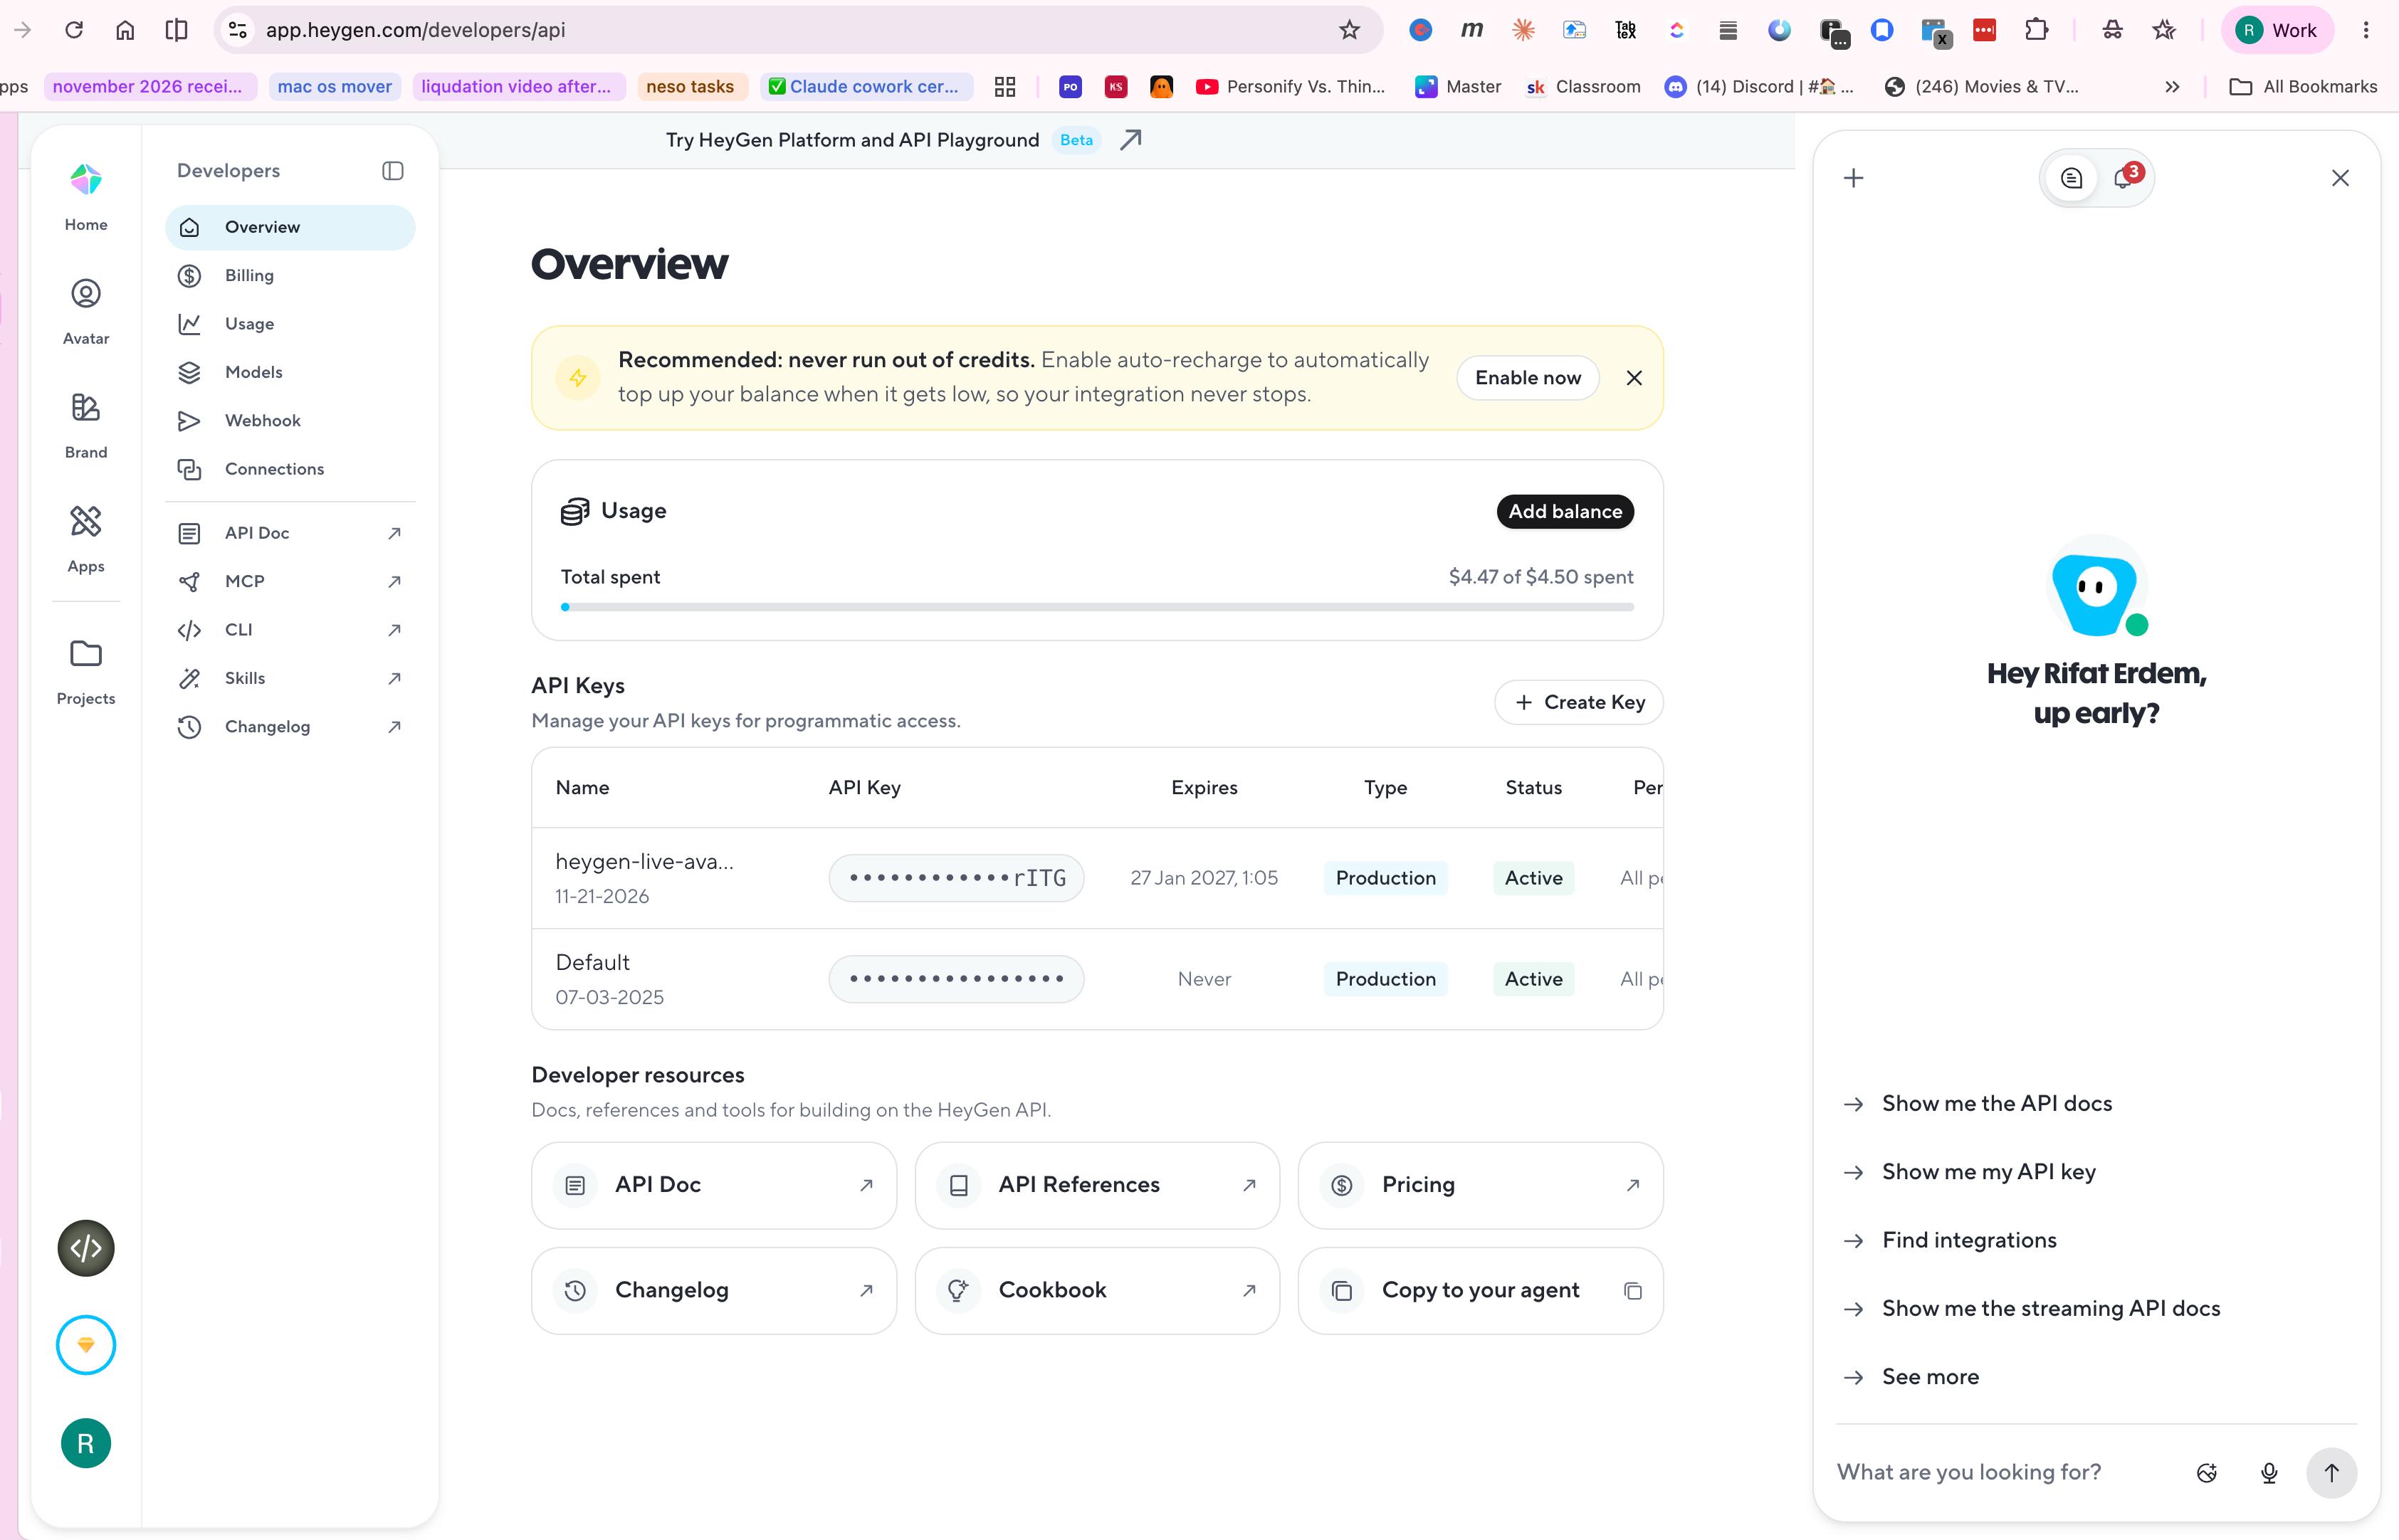 app.heygen.com/developers/api
Work
pps
november 2026 recei...
mac os mover
liqudation video after...
neso tasks
✅ Claude cowork cer...
Personify Vs. Thin...
Master
Classroom
(14) Discord | #🏠 ...
(246) Movies & TV...
All Bookmarks
Try HeyGen Platform and API Playground Beta
Home
Avatar
Brand
Apps
Projects
R
Developers
Overview
Billing
Usage
Models
Webhook
Connections
API Doc
MCP
CLI
Skills
Changelog
Overview
Recommended: never run out of credits. Enable auto-recharge to automatically
top up your balance when it gets low, so your integration never stops.
Enable now
Usage
Add balance
Total spent
$4.47 of $4.50 spent
API Keys
Manage your API keys for programmatic access.
+ Create Key
Name API Key Expires Type Status Per
heygen-live-ava...
11-21-2026
••••••••••••rITG
27 Jan 2027, 1:05
Production
Active
All pe
Default
07-03-2025
••••••••••••••••
Never
Production
Active
All pe
Developer resources
Docs, references and tools for building on the HeyGen API.
API Doc
API References
Pricing
Changelog
Cookbook
Copy to your agent
3
Hey Rifat Erdem,
up early?
Show me the API docs
Show me my API key
Find integrations
Show me the streaming API docs
See more
What are you looking for?